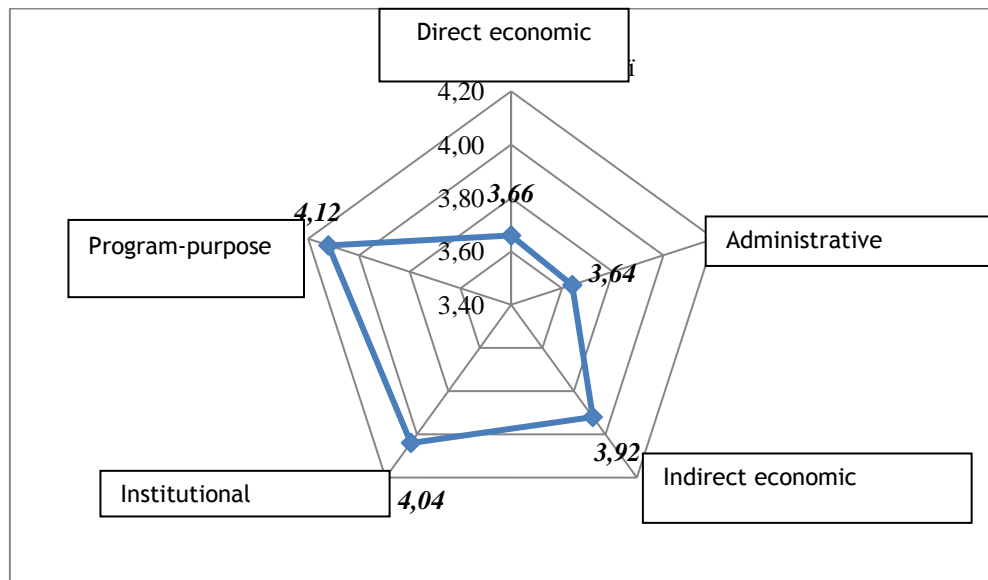 Direct economic
ї
4,20
4,00
3,80
3,66
3,60
3,40
4,12
Program-purpose
Administrative
3,64
3,92
Indirect economic
Institutional
4,04